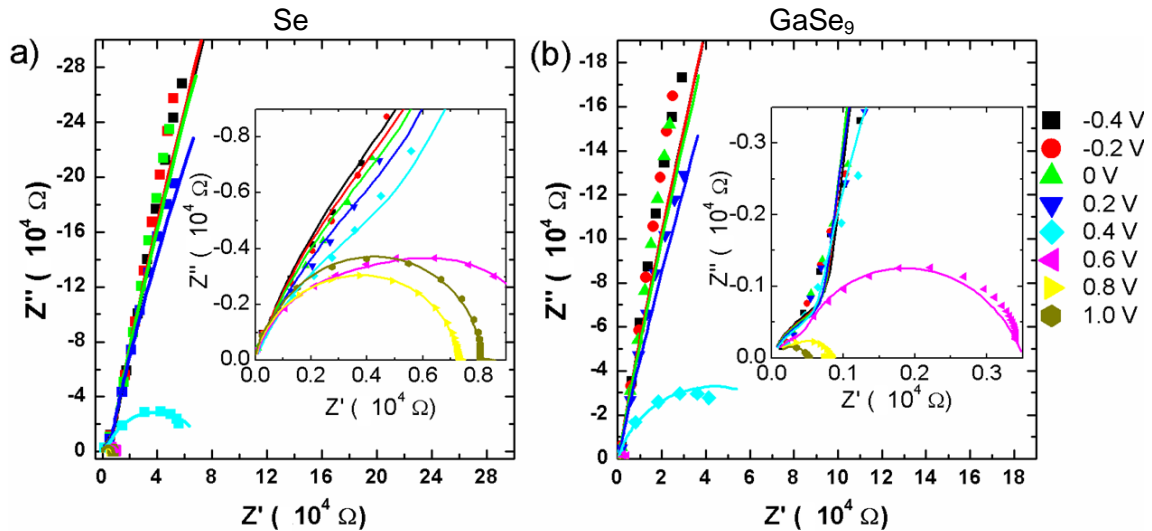 Se
GaSe9
a)
-28
-24
-20
-16
-12
-8
-4
0
Z'' ( 10^4 Ω)
0 4 8 12 16 20 24 28
Z' ( 10^4 Ω)
-0.8
-0.6
-0.4
-0.2
0.0
Z'' ( 10^4 Ω)
0.0 0.2 0.4 0.6 0.8
Z' ( 10^4 Ω)
(b)
-18
-16
-14
-12
-10
-8
-6
-4
-2
0
Z'' ( 10^4 Ω)
0 2 4 6 8 10 12 14 16 18
Z' ( 10^4 Ω)
-0.3
-0.2
-0.1
0.0
Z'' ( 10^4 Ω)
0.0 0.1 0.2 0.3
Z' ( 10^4 Ω)
-0.4 V
-0.2 V
0 V
0.2 V
0.4 V
0.6 V
0.8 V
1.0 V